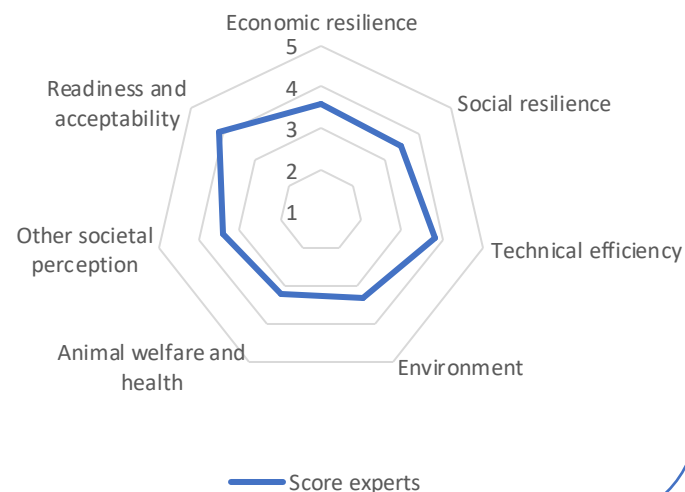 Economic resilience
5
4
3
2
1
Social resilience
Technical efficiency
Environment
Animal welfare and
health
Other societal
perception
Readiness and
acceptability
Score experts